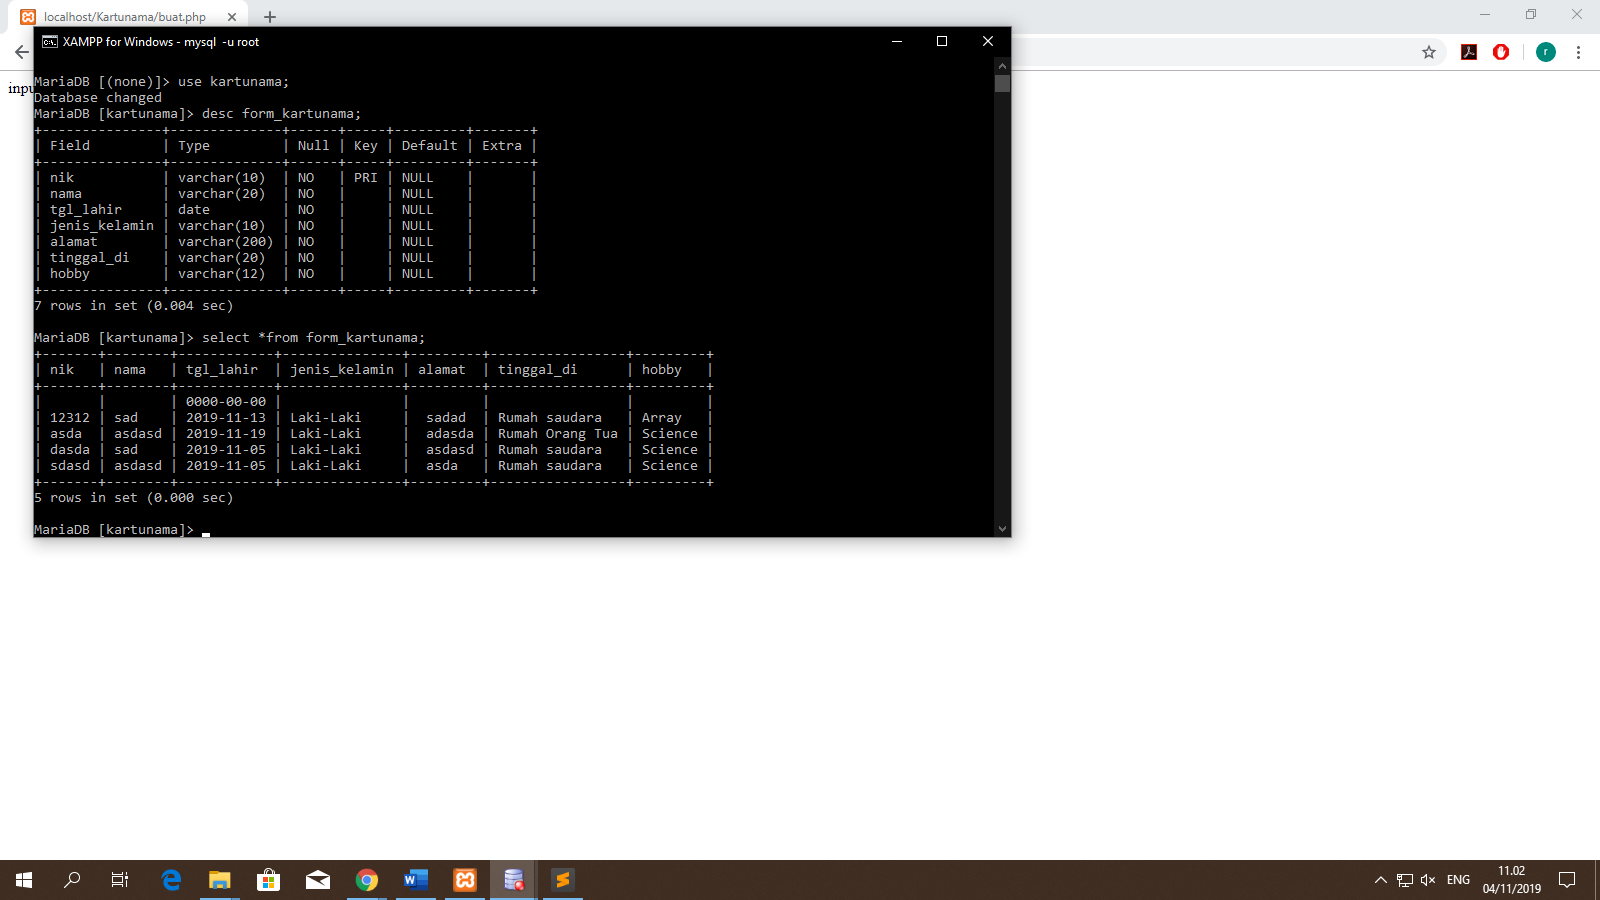 localhost/Kartunama/buat.php
XAMPP for Windows - mysql  -u root
inpu
MariaDB [(none)]> use kartunama;
Database changed
MariaDB [kartunama]> desc form_kartunama;
+---------------+--------------+------+-----+---------+-------+
| Field         | Type         | Null | Key | Default | Extra |
+---------------+--------------+------+-----+---------+-------+
| nik           | varchar(10)  | NO   | PRI | NULL    |       |
| nama          | varchar(20)  | NO   |     | NULL    |       |
| tgl_lahir     | date         | NO   |     | NULL    |       |
| jenis_kelamin | varchar(10)  | NO   |     | NULL    |       |
| alamat        | varchar(200) | NO   |     | NULL    |       |
| tinggal_di    | varchar(20)  | NO   |     | NULL    |       |
| hobby         | varchar(12)  | NO   |     | NULL    |       |
+---------------+--------------+------+-----+---------+-------+
7 rows in set (0.004 sec)
MariaDB [kartunama]> select *from form_kartunama;
+-------+--------+------------+---------------+---------+-----------------+---------+
| nik   | nama   | tgl_lahir  | jenis_kelamin | alamat  | tinggal_di      | hobby   |
+-------+--------+------------+---------------+---------+-----------------+---------+
|       |        | 0000-00-00 |               |         |                 |         |
| 12312 | sad    | 2019-11-13 | Laki-Laki     |  sadad  | Rumah saudara   | Array   |
| asda  | asdasd | 2019-11-19 | Laki-Laki     |  adasda | Rumah Orang Tua | Science |
| dasda | sad    | 2019-11-05 | Laki-Laki     |  asdasd | Rumah saudara   | Science |
| sdasd | asdasd | 2019-11-05 | Laki-Laki     |  asda   | Rumah saudara   | Science |
+-------+--------+------------+---------------+---------+-----------------+---------+
5 rows in set (0.000 sec)
MariaDB [kartunama]>
r
ENG
11.02
04/11/2019